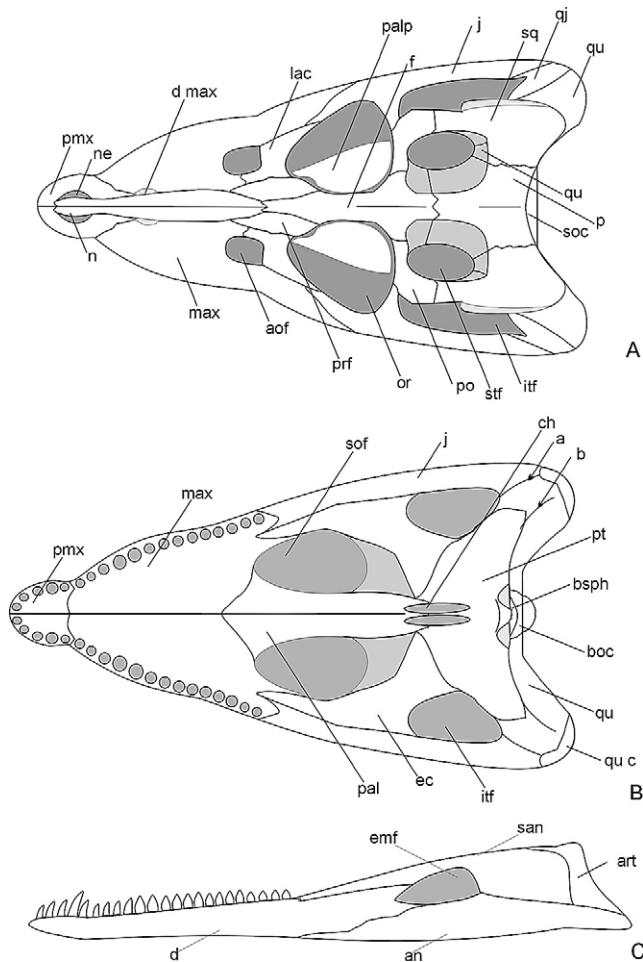 palp
j
qj
sq
qu
f
lac
d max
pmx
ne
qu
p
n
soc
max
aof
prf
or
po
stf
itf
A
ch
sof
j
a
b
max
pt
pmx
bsph
boc
qu
pal
ec
itf
qu c
B
san
emf
art
d
an
C